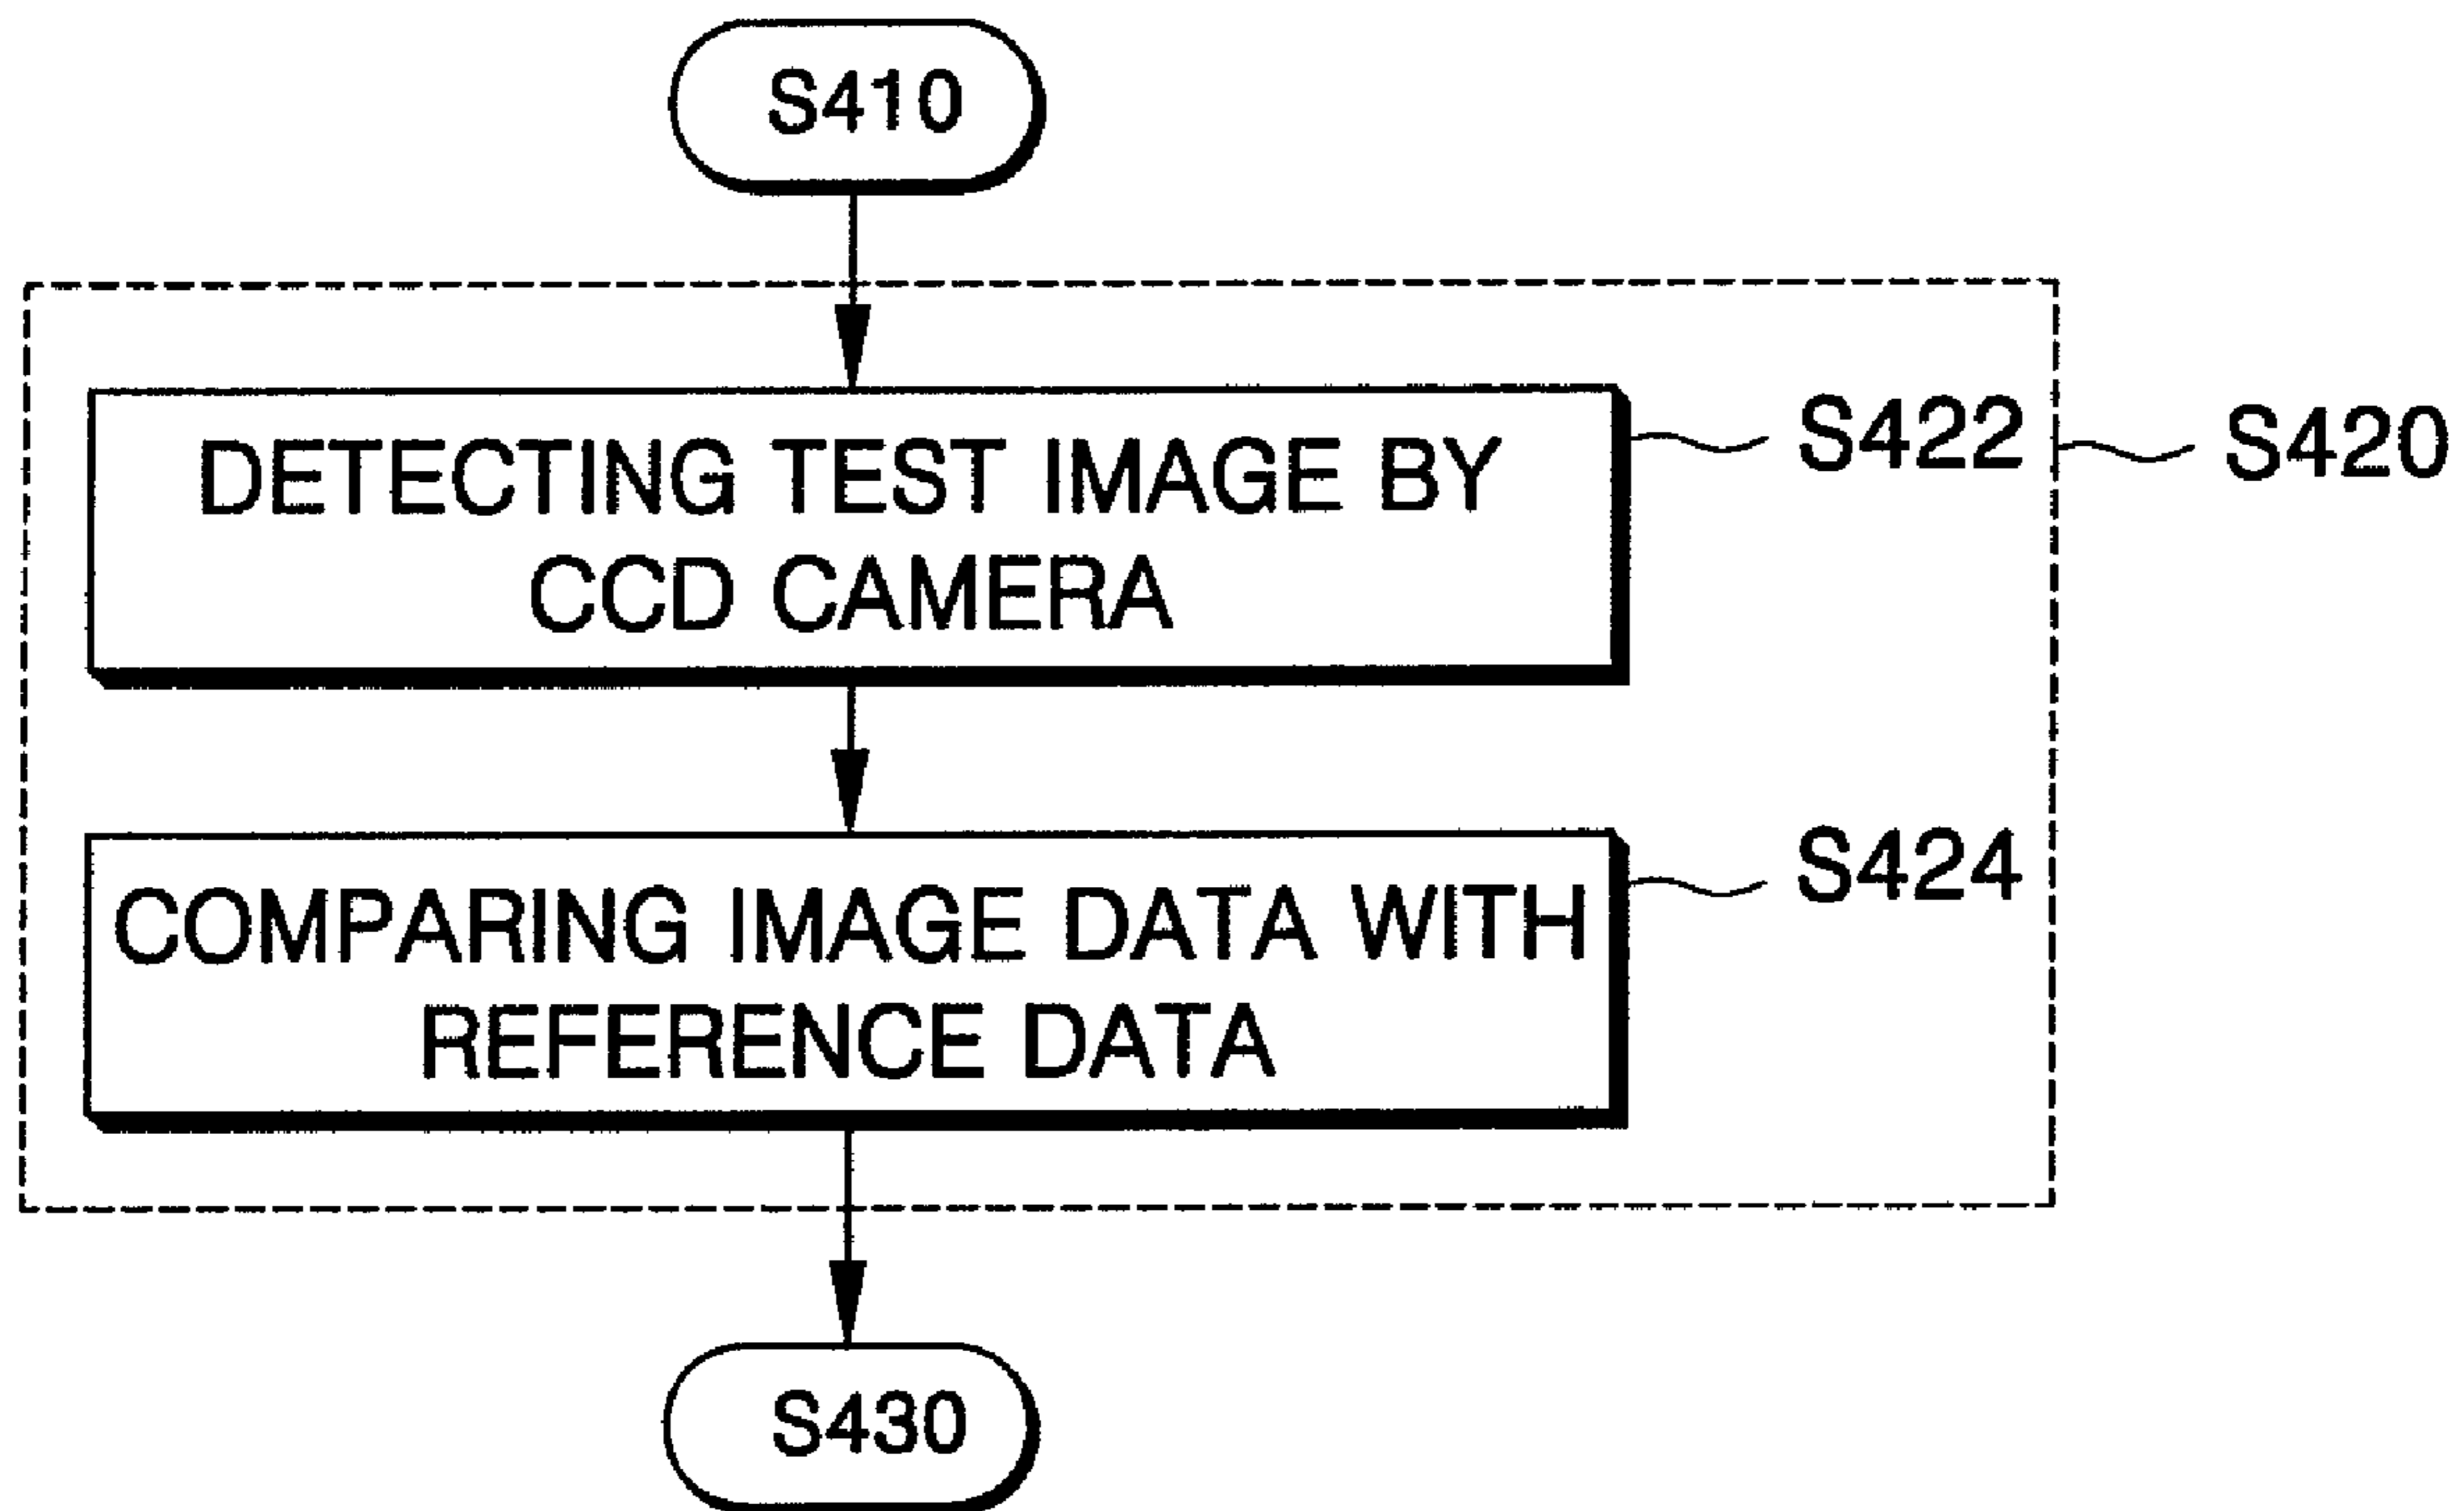 S410
DETECTING TEST IMAGE BY
CCD CAMERA
S422
S420
COMPARING IMAGE DATA WITH
REFERENCE DATA
S424
S430